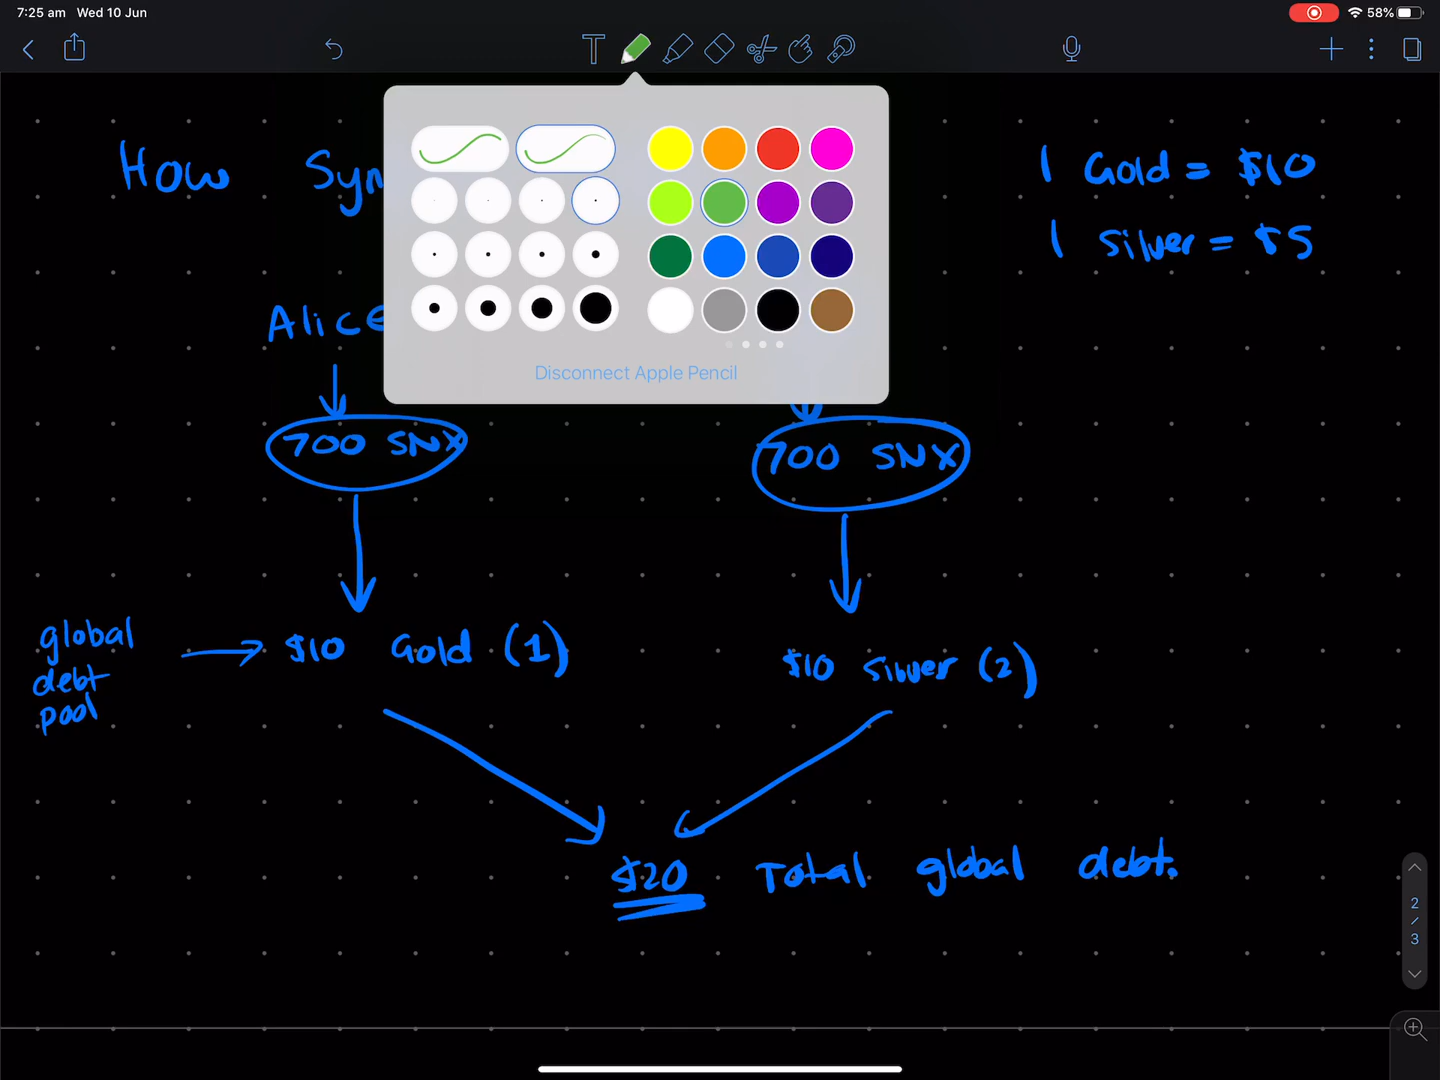 7:25 am Wed 10 Jun
58%
T
Disconnect Apple Pencil
How Syn
1 Gold = $10
1 Silver = $5
Alice
700 SNX
700 SNX
global debt pool
$10 Gold (1)
$10 Silver (2)
$20 Total global debt.
2
/
3